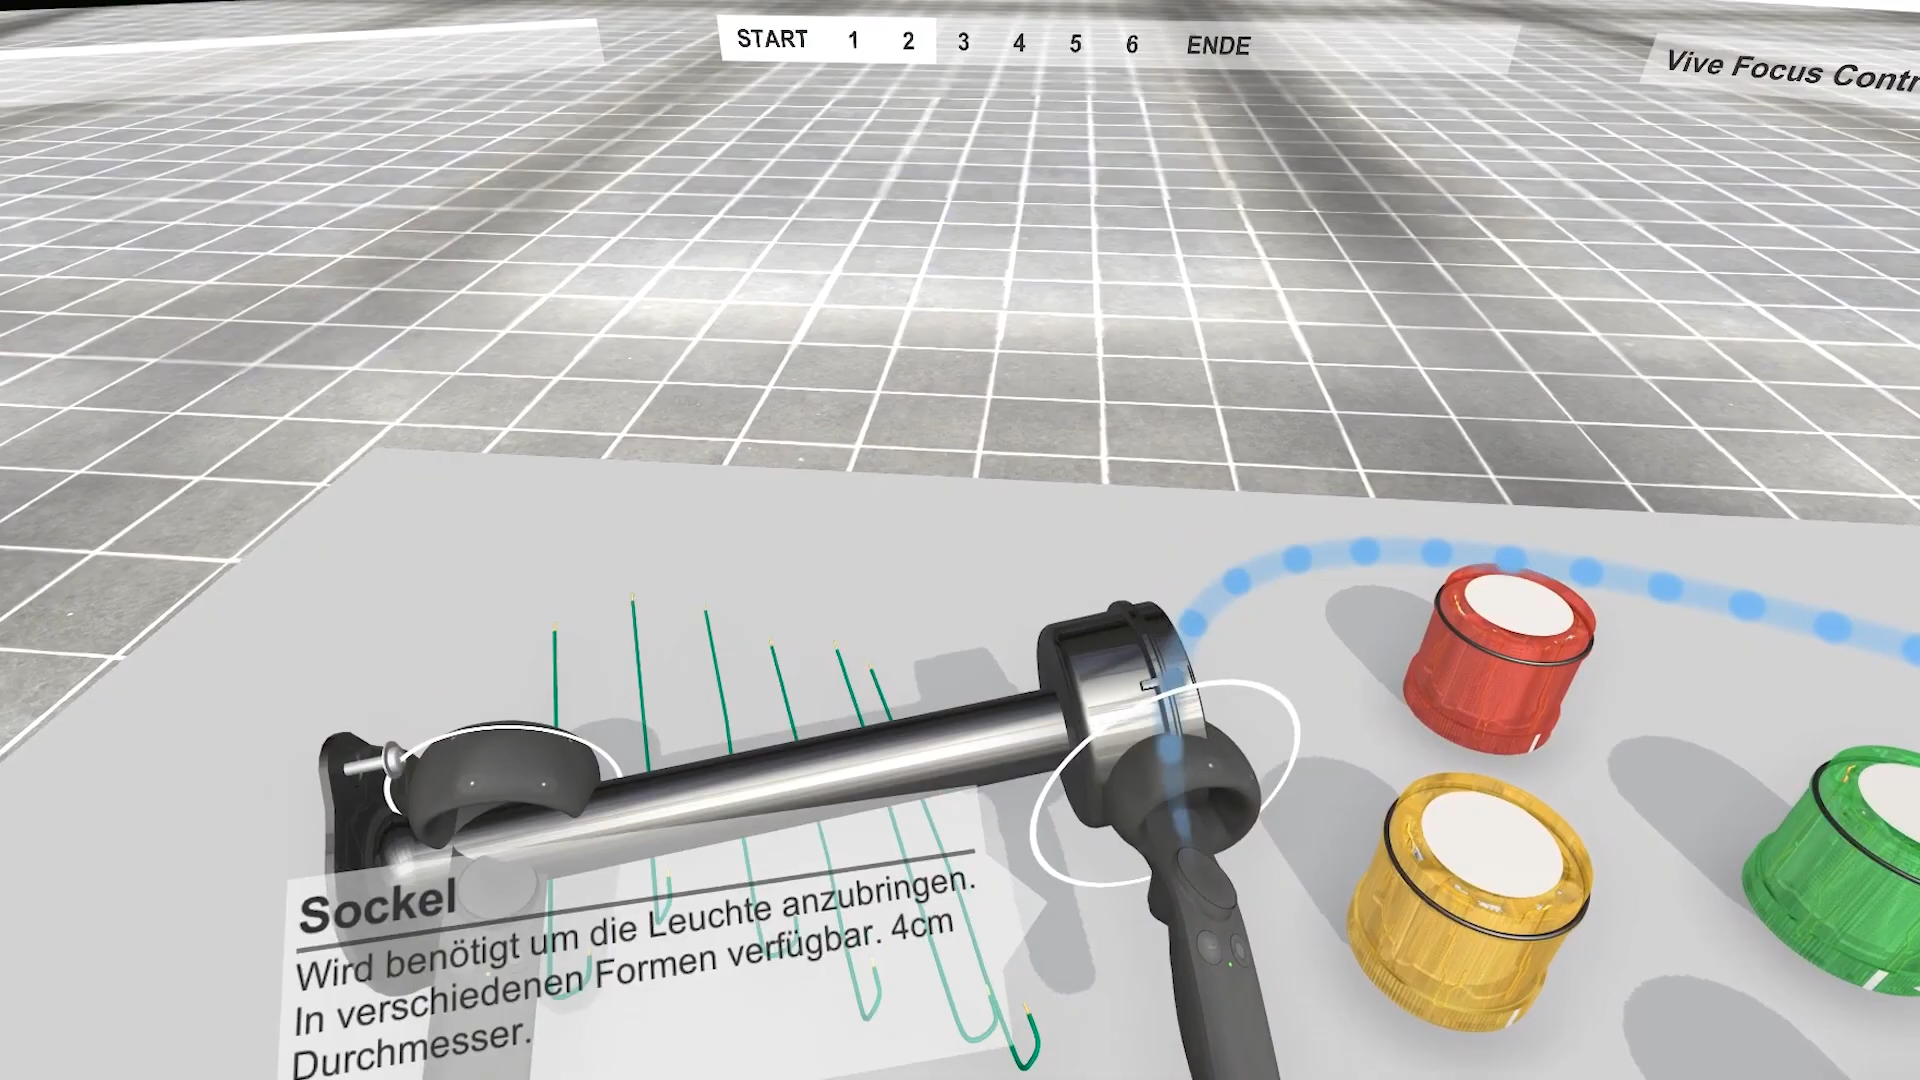 START 1 2 3 4 5 6 ENDE
Vive Focus
Sockel
Wird benötigt um die Leuchte anzubringen.
In verschiedenen Formen verfügbar. 4cm
Durchmesser.